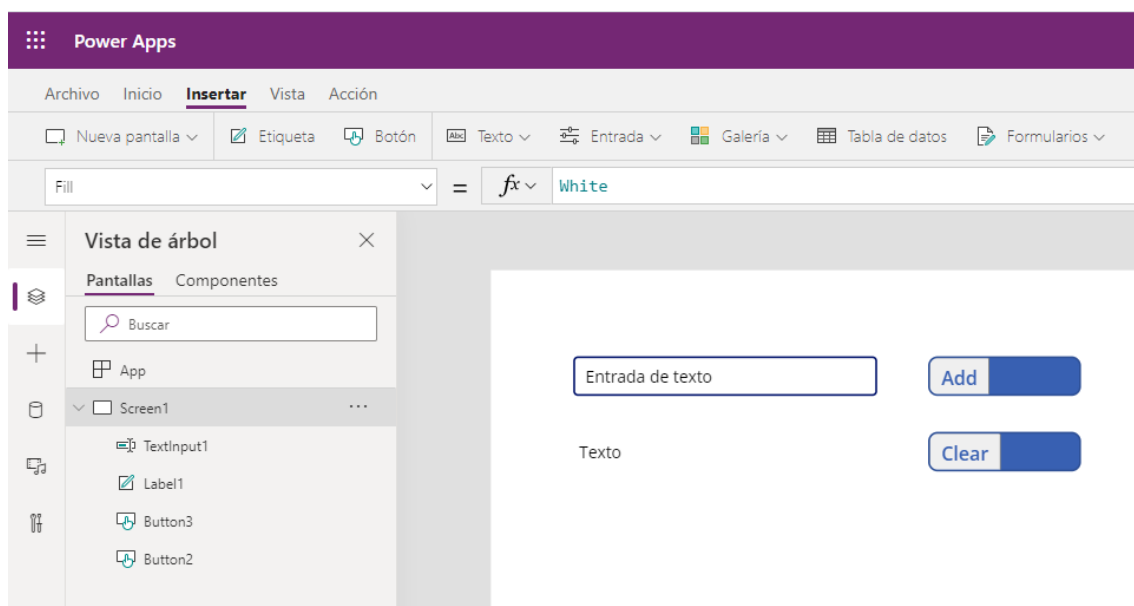 Power Apps
Archivo Inicio Insertar Vista Acción
Nueva pantalla Etiqueta Botón Abc Texto Entrada Galería Tabla de datos Formularios
Fill = fx White
Vista de árbol
Pantallas Componentes
Buscar
App
Screen1 ...
TextInput1
Label1
Button3
Button2
Entrada de texto Add
Texto Clear